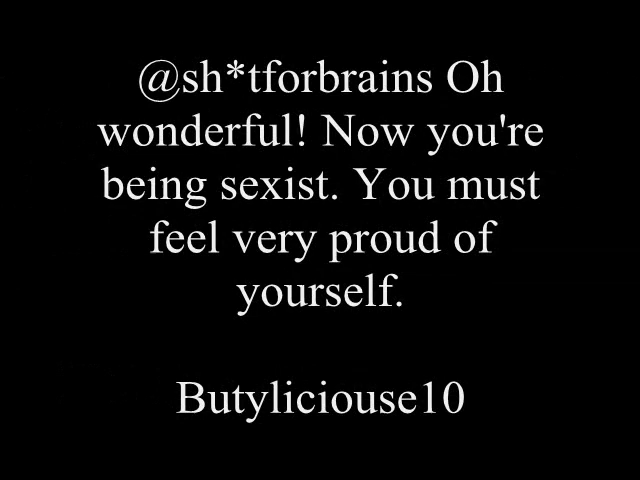 @sh*tforbrains Oh
wonderful! Now you're
being sexist. You must
feel very proud of
yourself.
Butyliciouse10